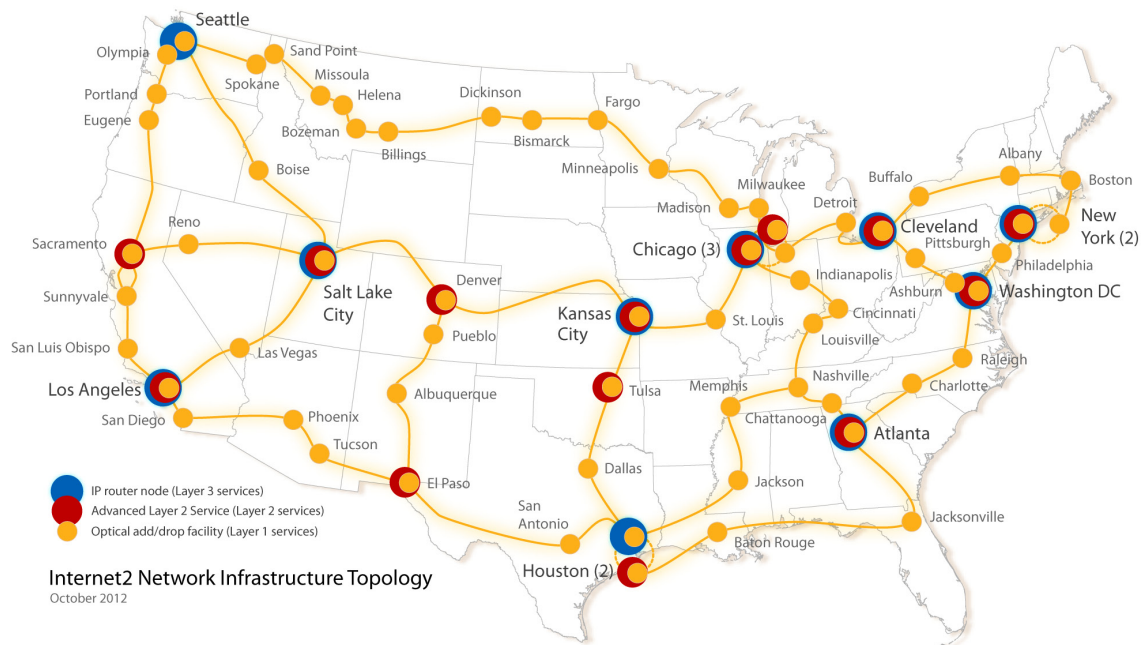 Seattle
Olympia
Sand Point
Spokane
Missoula
Portland
Helena
Dickinson
Fargo
Eugene
Bozeman
Bismarck
Billings
Albany
Minneapolis
Boise
Buffalo
Boston
Milwaukee
Madison
Detroit
Reno
New
York (2)
Cleveland
Sacramento
Chicago (3)
Pittsburgh
Philadelphia
Indianapolis
Denver
Ashburn
Washington DC
Salt Lake
City
Sunnyvale
Kansas
City
Cincinnati
St. Louis
Pueblo
Louisville
San Luis Obispo
Las Vegas
Raleigh
Nashville
Los Angeles
Tulsa
Memphis
Charlotte
Albuquerque
San Diego
Phoenix
Chattanooga
Atlanta
Tucson
Dallas
El Paso
Jackson
IP router node (Layer 3 services)
Advanced Layer 2 Service (Layer 2 services)
Optical add/drop facility (Layer 1 services)
San
Antonio
Jacksonville
Baton Rouge
Houston (2)
Internet2 Network Infrastructure Topology
October 2012